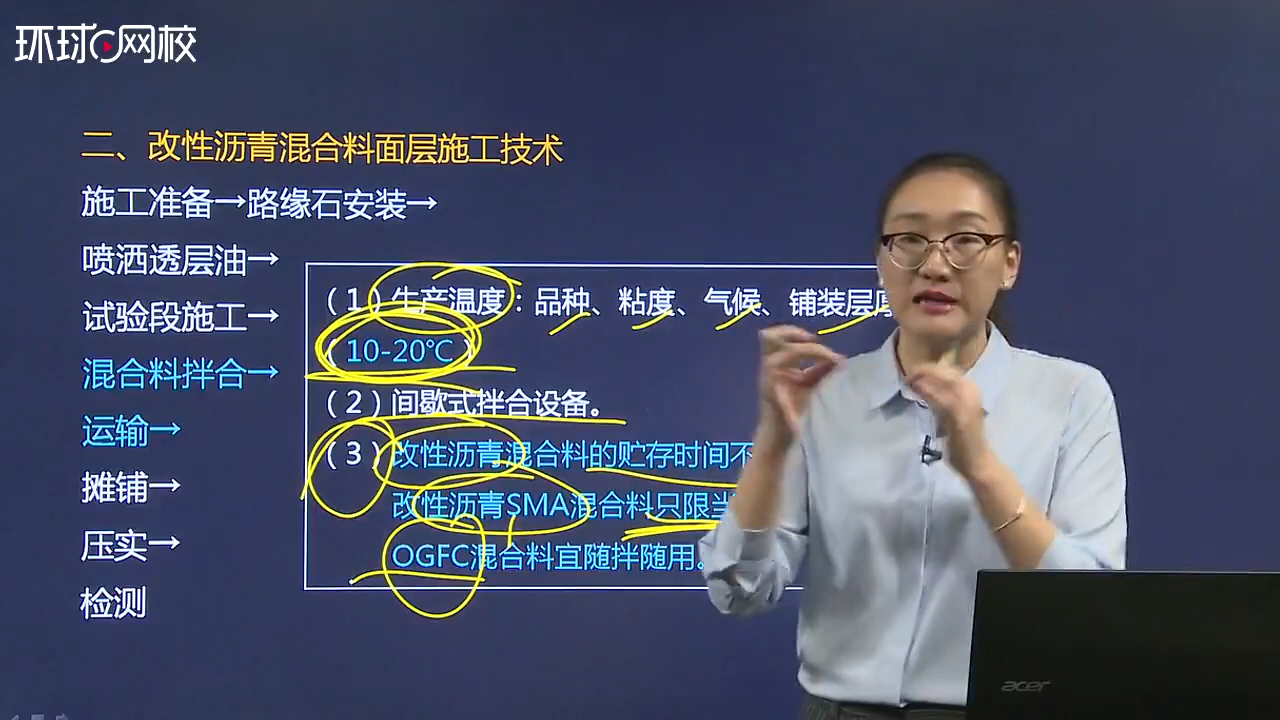 环球网校
二、改性沥青混合料面层施工技术
施工准备→路缘石安装→
喷洒透层油→
试验段施工→
混合料拌合→
运输→
摊铺→
压实→
检测
（1）生产温度：品种、粘度、气候、铺装层厚
（10-20℃）
（2）间歇式拌合设备。
（3）改性沥青混合料的贮存时间不
改性沥青SMA混合料只限当
OGFC混合料宜随拌随用。
acer